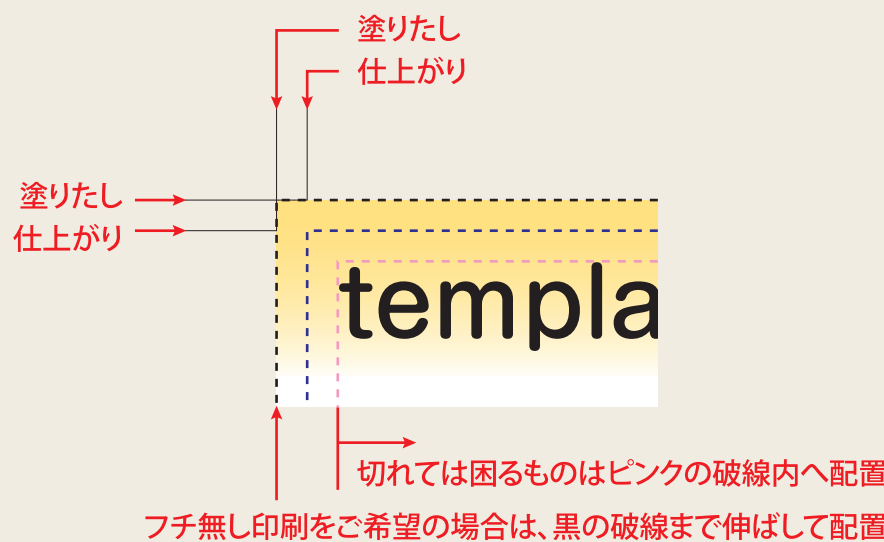 塗りたし
仕上がり
塗りたし
仕上がり
templa
切れては困るものはピンクの破線内へ配置
フチ無し印刷をご希望の場合は、黒の破線まで伸ばして配置